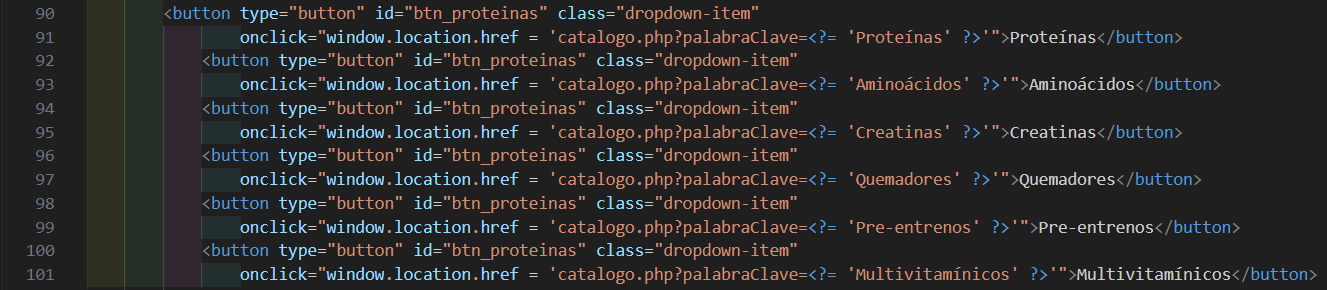 90 <button type="button" id="btn_proteinas" class="dropdown-item"
91 onclick="window.location.href = 'catalogo.php?palabraClave=<?= 'Proteínas' ?>'">Proteínas</button>
92 <button type="button" id="btn_proteinas" class="dropdown-item"
93 onclick="window.location.href = 'catalogo.php?palabraClave=<?= 'Aminoácidos' ?>'">Aminoácidos</button>
94 <button type="button" id="btn_proteinas" class="dropdown-item"
95 onclick="window.location.href = 'catalogo.php?palabraClave=<?= 'Creatinas' ?>'">Creatinas</button>
96 <button type="button" id="btn_proteinas" class="dropdown-item"
97 onclick="window.location.href = 'catalogo.php?palabraClave=<?= 'Quemadores' ?>'">Quemadores</button>
98 <button type="button" id="btn_proteinas" class="dropdown-item"
99 onclick="window.location.href = 'catalogo.php?palabraClave=<?= 'Pre-entrenos' ?>'">Pre-entrenos</button>
100 <button type="button" id="btn_proteinas" class="dropdown-item"
101 onclick="window.location.href = 'catalogo.php?palabraClave=<?= 'Multivitamínicos' ?>'">Multivitamínicos</button>